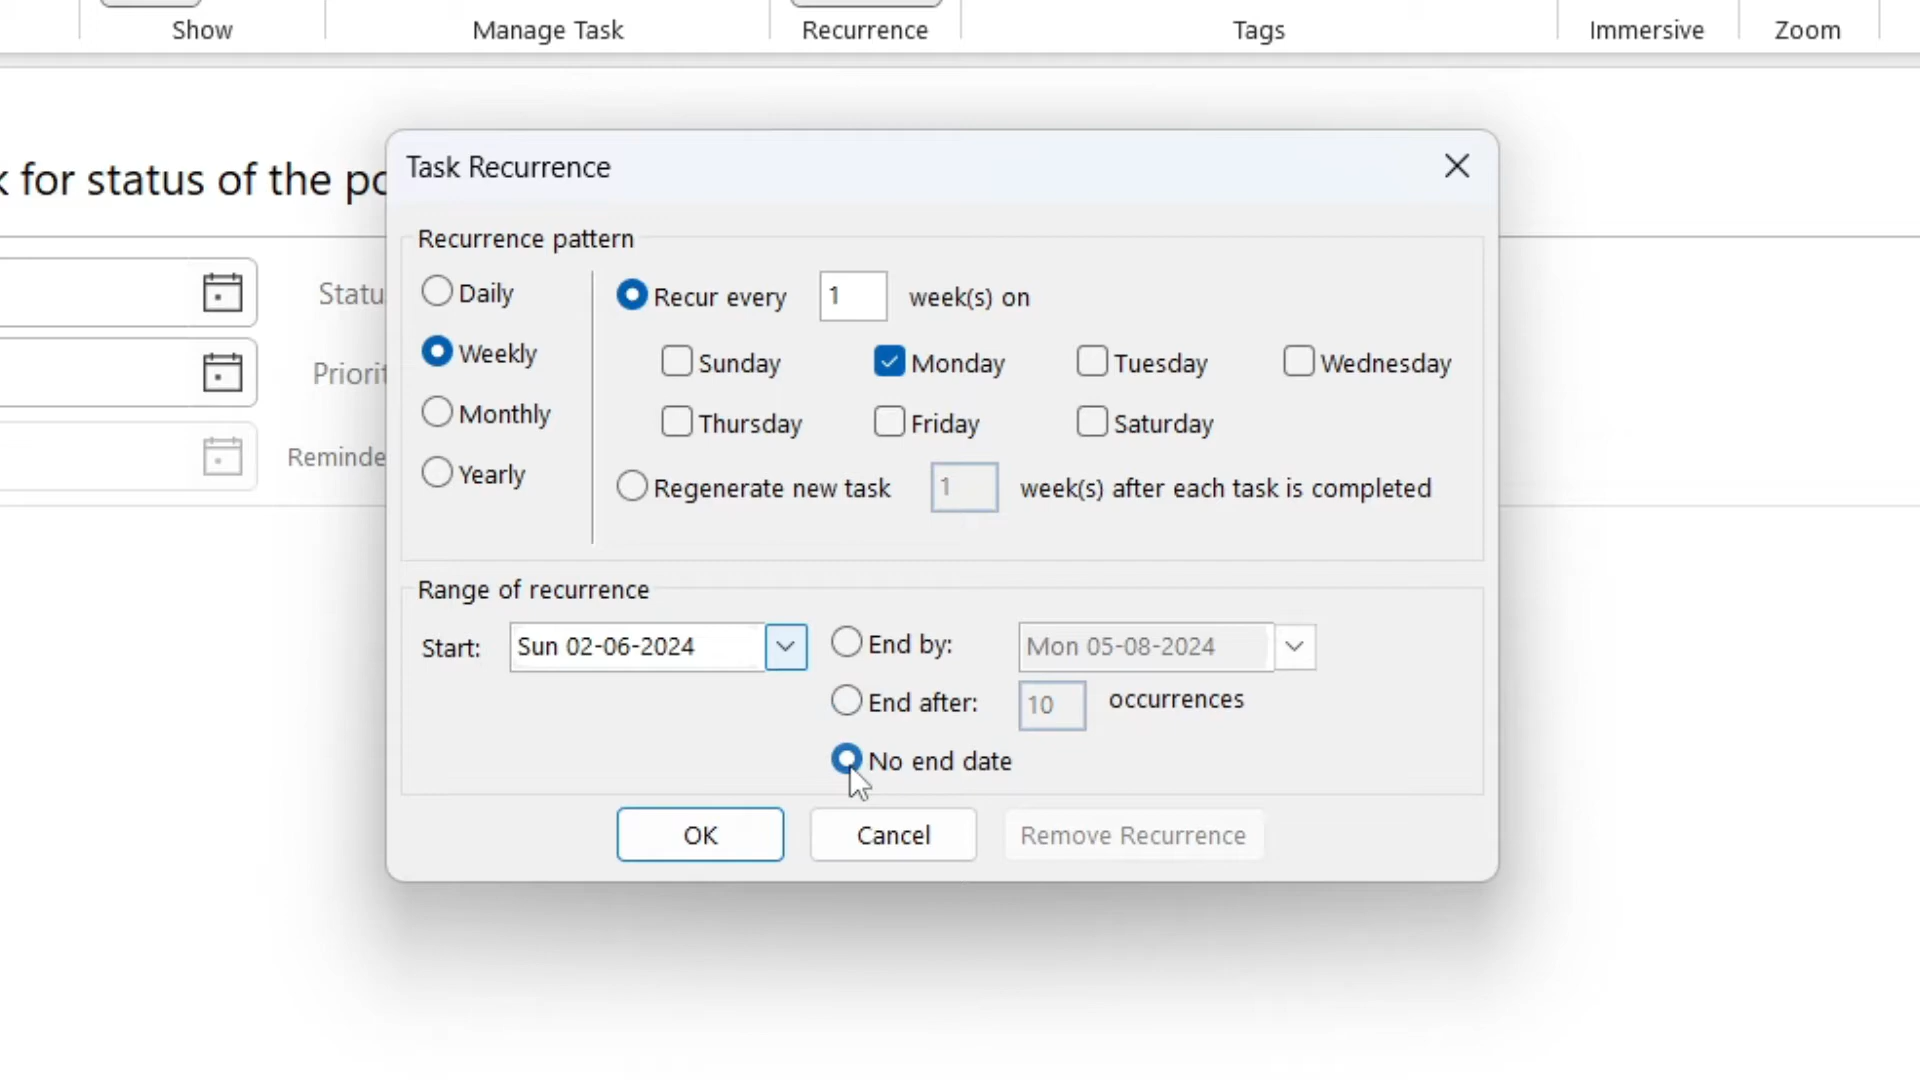 Show Manage Task Recurrence Tags Immersive Zoom
for status of the
Task Recurrence
Recurrence pattern
Daily Recur every 1 week(s) on
Weekly Sunday Monday Tuesday Wednesday
Monthly Thursday Friday Saturday
Yearly Regenerate new task 1 week(s) after each task is completed
Range of recurrence
Start: Sun 02-06-2024 End by: Mon 05-08-2024
End after: 10 occurrences
No end date
OK Cancel Remove Recurrence